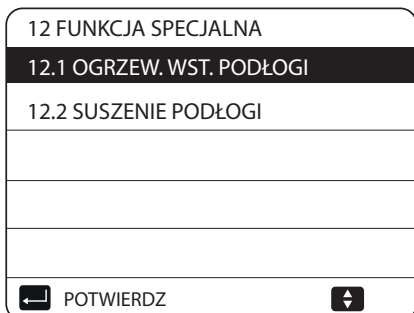 12 FUNKCJA SPECJALNA
12.1 OGRZEW. WST. PODŁOGI
12.2 SUSZENIE PODŁOGI
POTWIERDZ